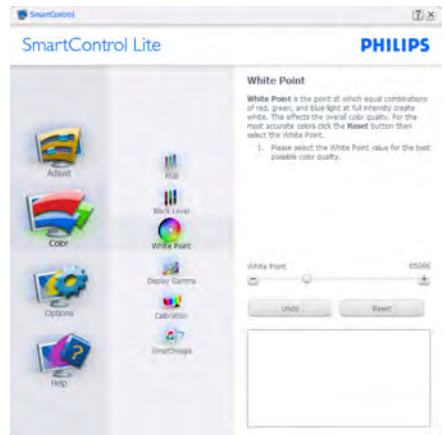 SmartControl
SmartControl Lite
PHILIPS
Adjust
Color
Options
Help
RGB
Black Level
White Point
Display Gamma
Calibration
SmartImage
White Point
White Point is the point at which equal combinations
of red, green, and blue light at full intensity create
white. This effects the overall color quality. For the
most accurate colors click the Reset button then
select the White Point.
1. Please select the White Point value for the best
possible color quality.
White Point 6506K
Undo Reset